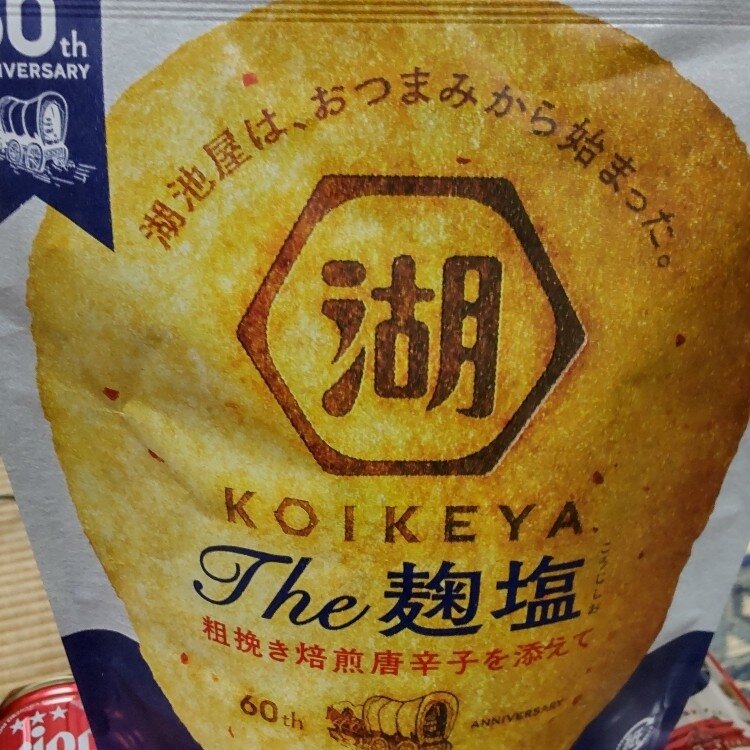 60th
ANNIVERSARY
湖池屋は、おつまみから始まった。
湖
KOIKEYA
The 麹塩
こうじしお
粗挽き焙煎唐辛子を添えて
60th
ANNIVERSARY